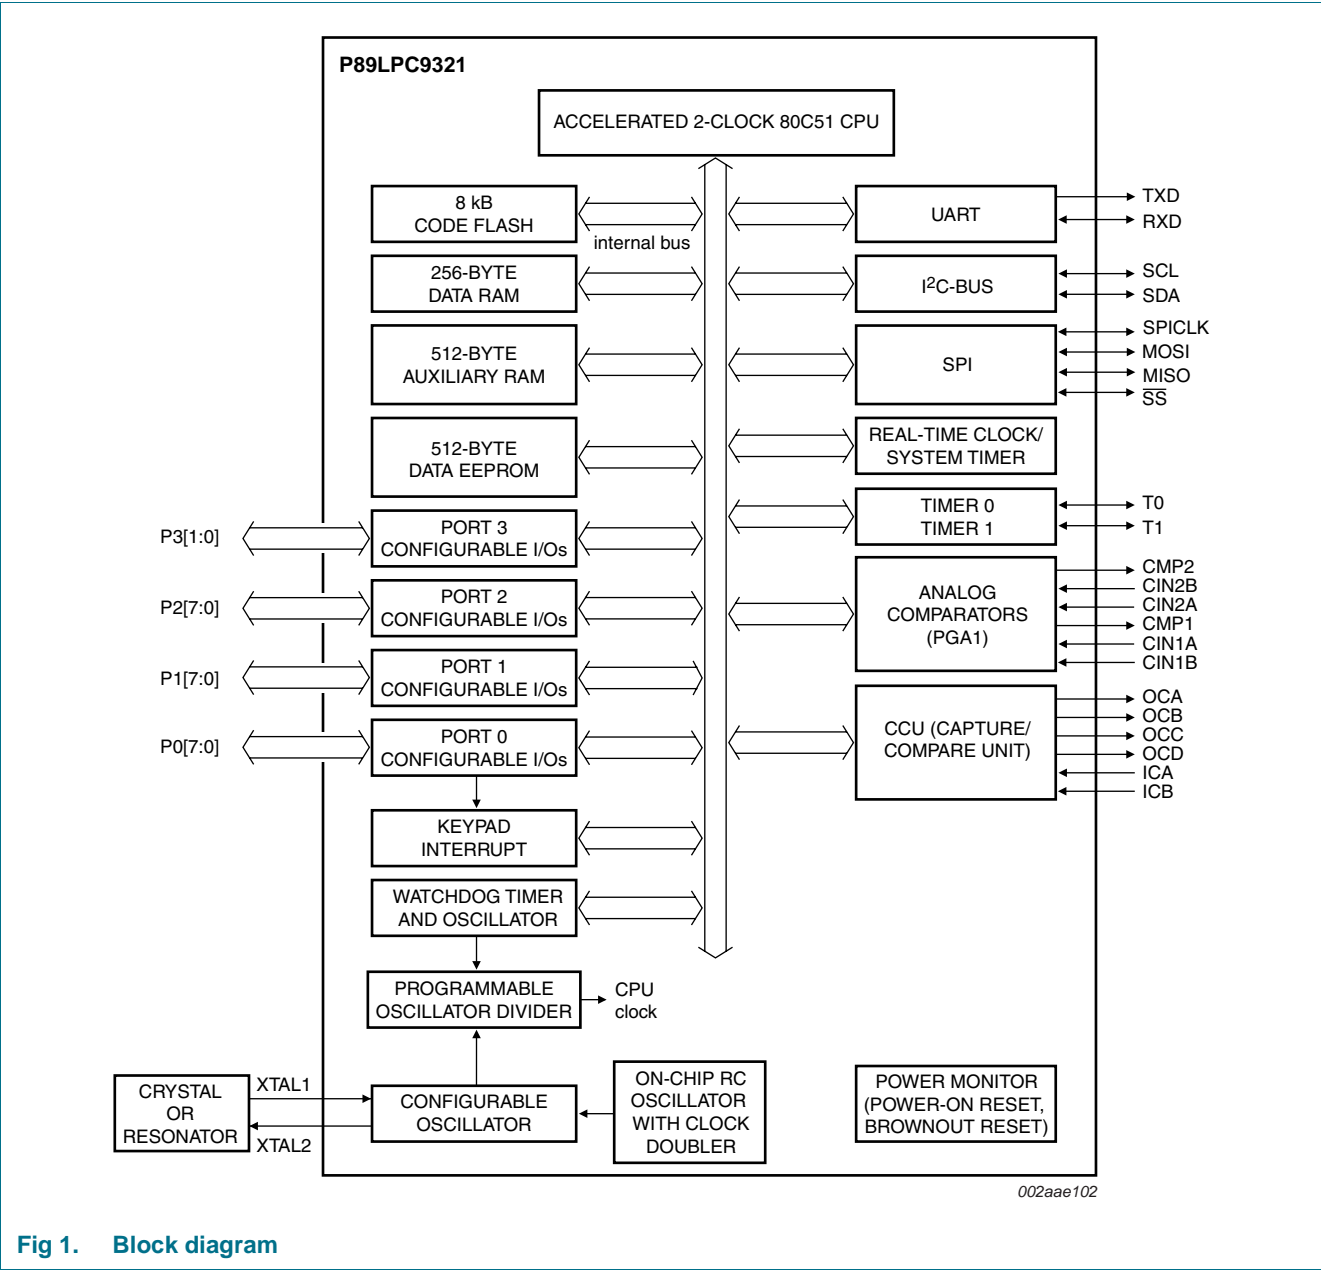 P89LPC9321
ACCELERATED 2-CLOCK 80C51 CPU
8 kB
CODE FLASH
internal bus
256-BYTE
DATA RAM
512-BYTE
AUXILIARY RAM
512-BYTE
DATA EEPROM
P3[1:0]
PORT 3
CONFIGURABLE I/Os
P2[7:0]
PORT 2
CONFIGURABLE I/Os
P1[7:0]
PORT 1
CONFIGURABLE I/Os
P0[7:0]
PORT 0
CONFIGURABLE I/Os
KEYPAD
INTERRUPT
WATCHDOG TIMER
AND OSCILLATOR
PROGRAMMABLE
OSCILLATOR DIVIDER
CPU
clock
CRYSTAL
OR
RESONATOR
XTAL1
XTAL2
CONFIGURABLE
OSCILLATOR
ON-CHIP RC
OSCILLATOR
WITH CLOCK
DOUBLER
UART
TXD
RXD
I²C-BUS
SCL
SDA
SPI
SPICLK
MOSI
MISO
SS
REAL-TIME CLOCK/
SYSTEM TIMER
TIMER 0
TIMER 1
T0
T1
ANALOG
COMPARATORS
(PGA1)
CMP2
CIN2B
CIN2A
CMP1
CIN1A
CIN1B
CCU (CAPTURE/
COMPARE UNIT)
OCA
OCB
OCC
OCD
ICA
ICB
POWER MONITOR
(POWER-ON RESET,
BROWNOUT RESET)
002aae102
Fig 1. Block diagram